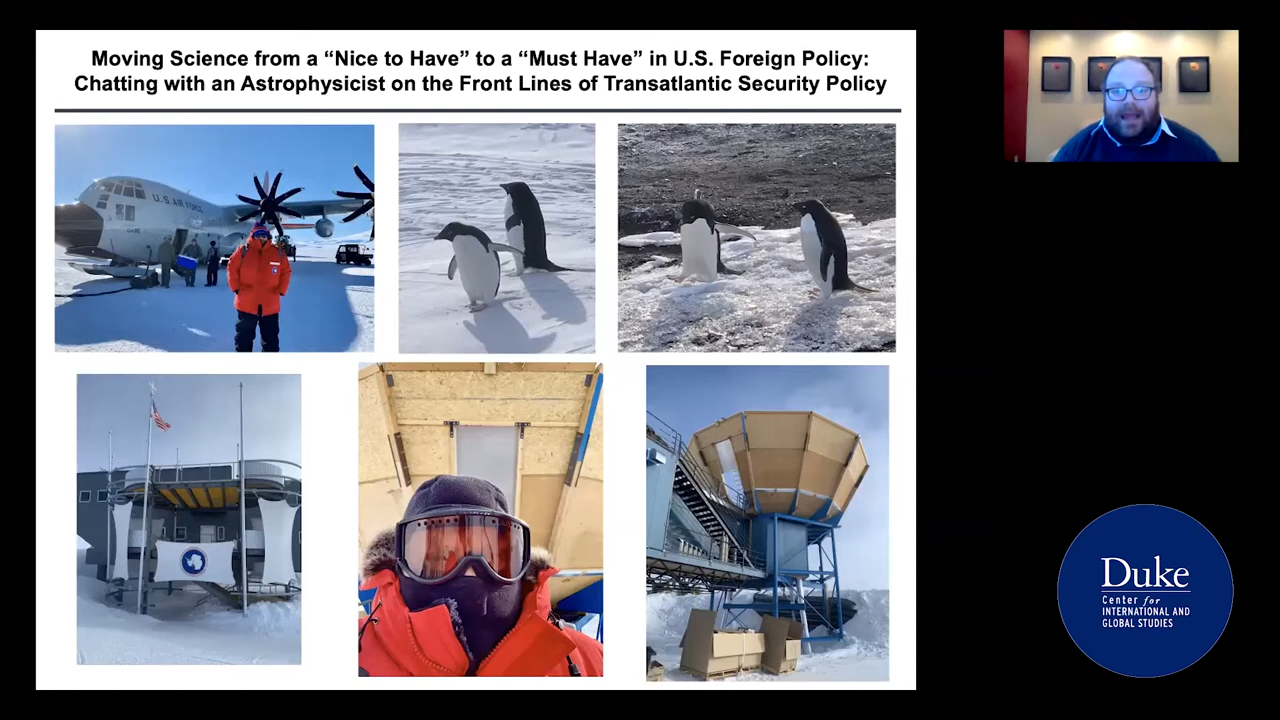 Moving Science from a “Nice to Have” to a “Must Have” in U.S. Foreign Policy:
Chatting with an Astrophysicist on the Front Lines of Transatlantic Security Policy
U.S. AIR FORCE
Duke
Center for
INTERNATIONAL AND
GLOBAL STUDIES